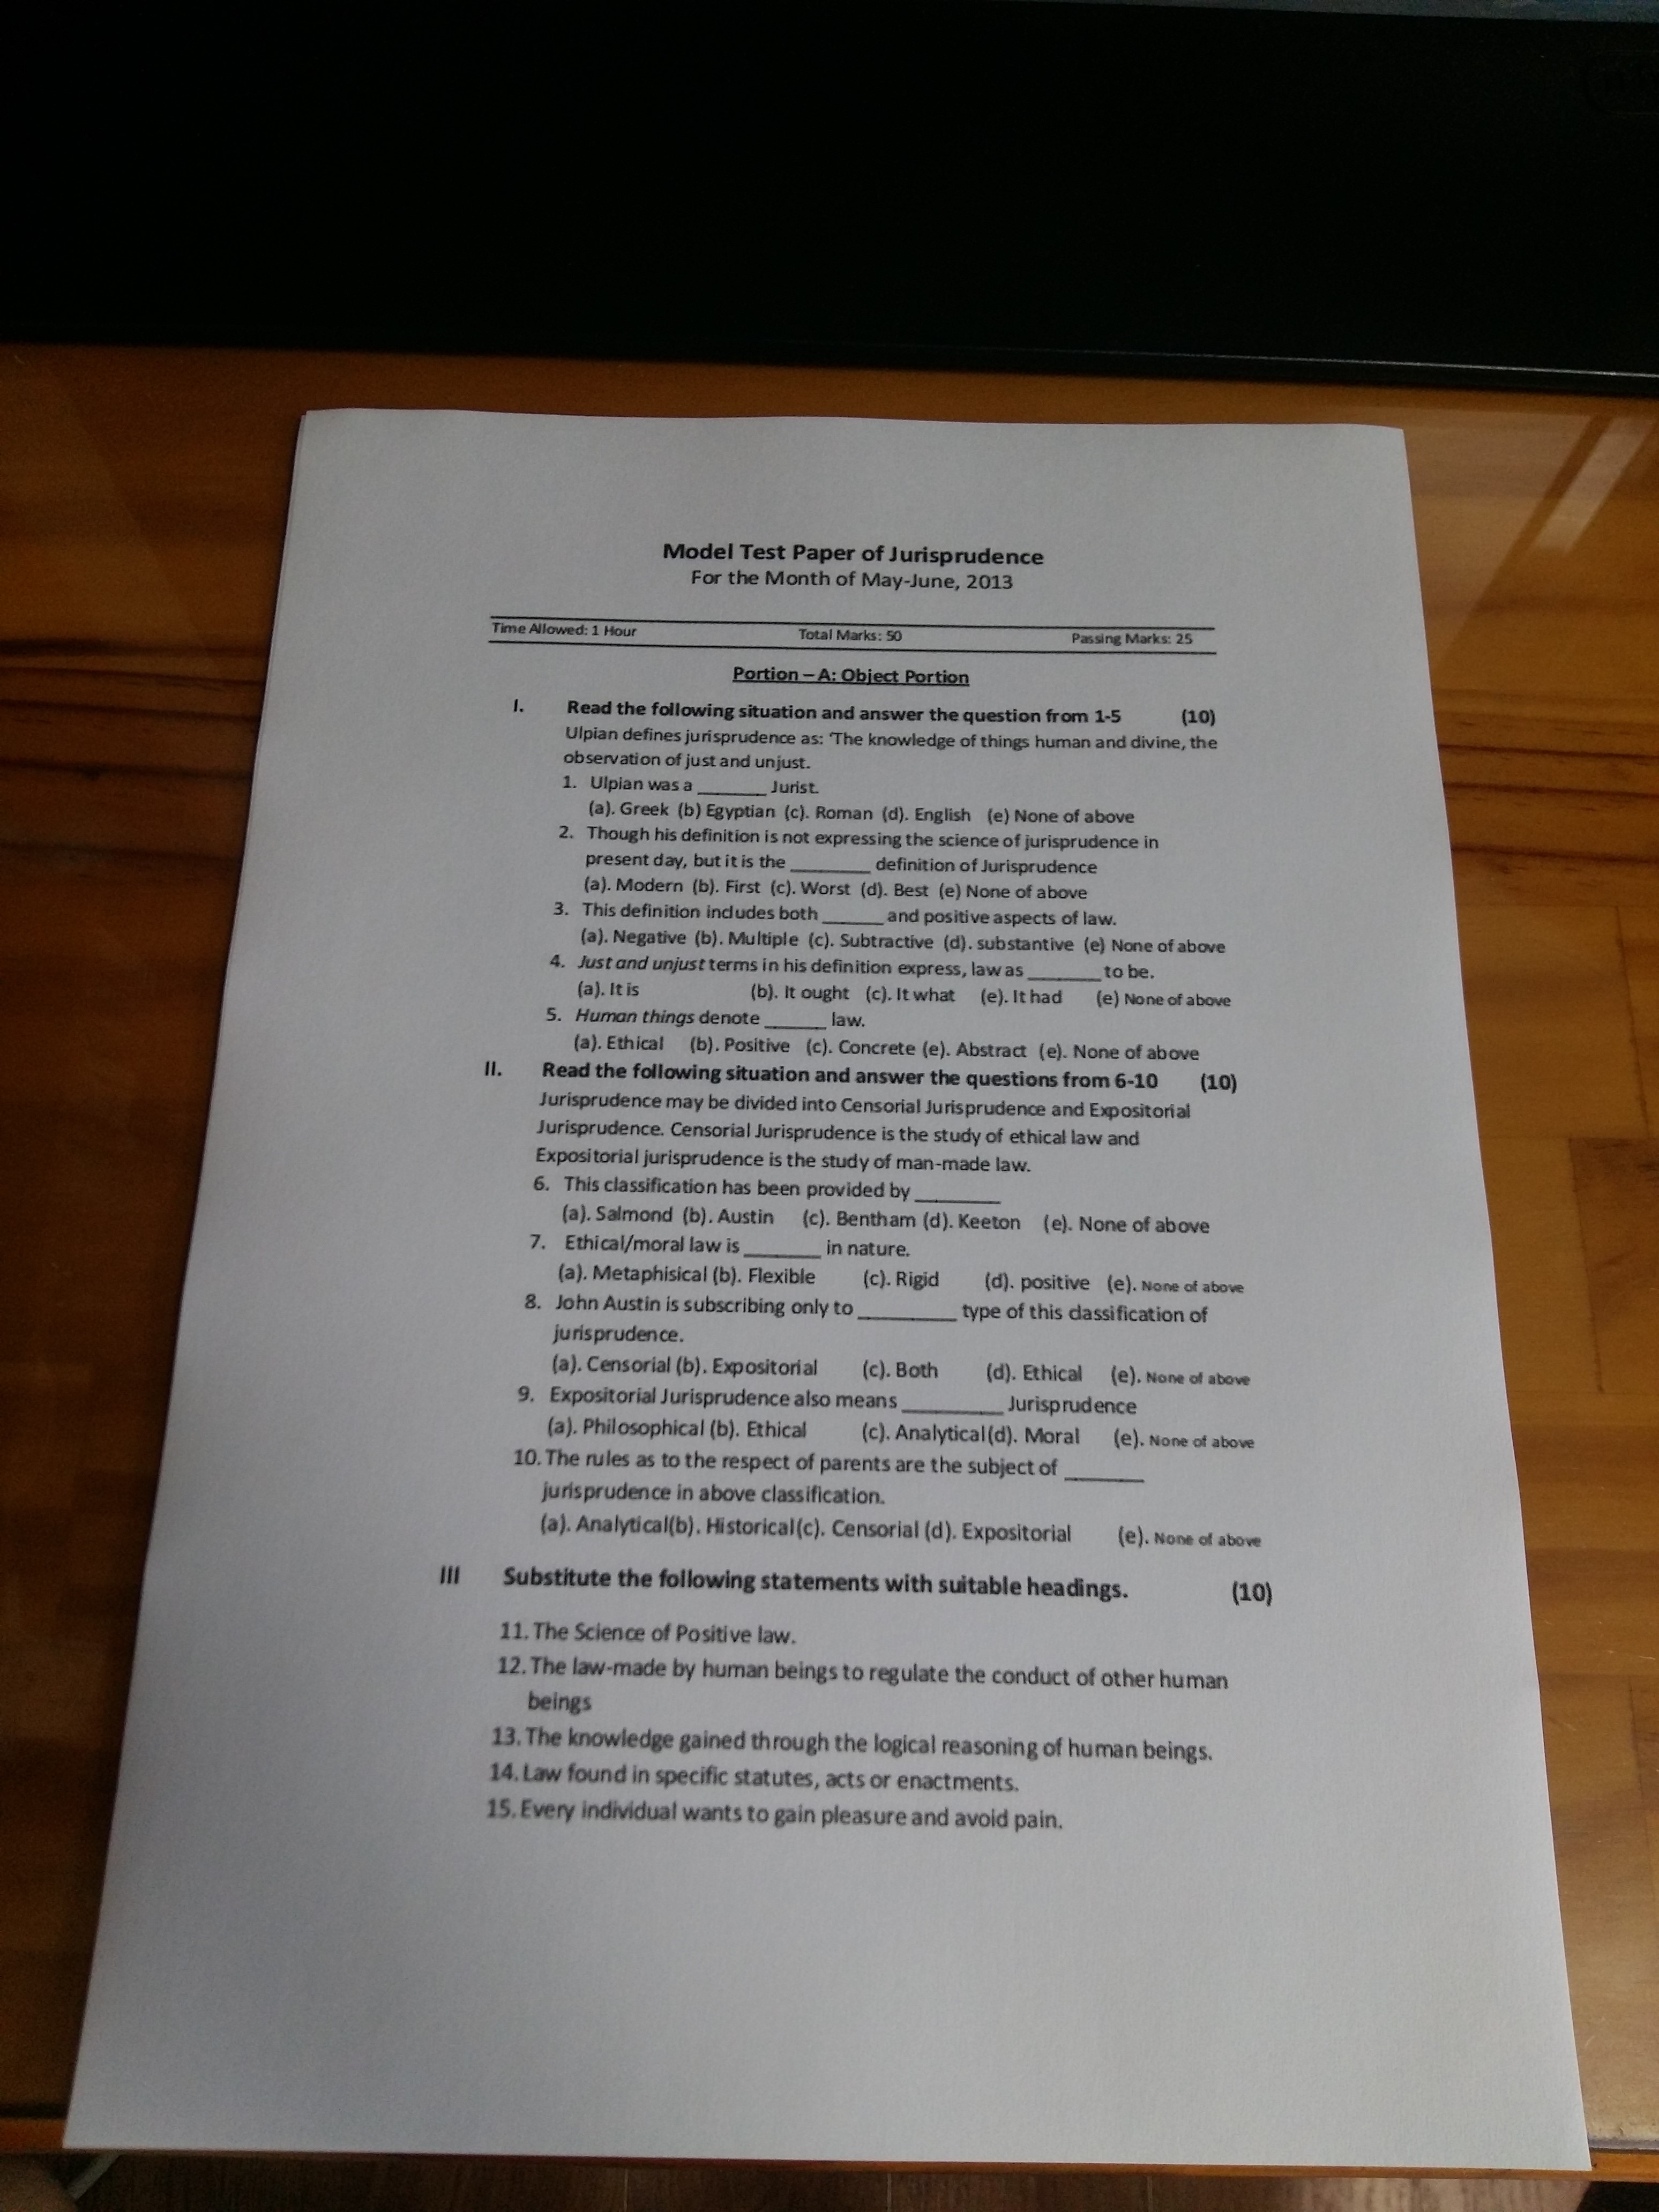 Model Test Paper of Jurisprudence
For the Month of May-June, 2013
Time Allowed: 1 Hour Total Marks: 50 Passing Marks: 25
Portion – A: Object Portion
I. Read the following situation and answer the question from 1-5 (10)
Ulpian defines jurisprudence as: ‘The knowledge of things human and divine, the
observation of just and unjust.
1. Ulpian was a _______ Jurist.
(a). Greek (b) Egyptian (c). Roman (d). English (e) None of above
2. Though his definition is not expressing the science of jurisprudence in
present day, but it is the ________ definition of Jurisprudence
(a). Modern (b). First (c). Worst (d). Best (e) None of above
3. This definition includes both ______ and positive aspects of law.
(a). Negative (b). Multiple (c). Subtractive (d). substantive (e) None of above
4. Just and unjust terms in his definition express, law as _______ to be.
(a). It is (b). It ought (c). It what (e). It had (e) None of above
5. Human things denote ______ law.
(a). Ethical (b). Positive (c). Concrete (e). Abstract (e). None of above
II. Read the following situation and answer the questions from 6-10 (10)
Jurisprudence may be divided into Censorial Jurisprudence and Expositorial
Jurisprudence. Censorial Jurisprudence is the study of ethical law and
Expositorial jurisprudence is the study of man-made law.
6. This classification has been provided by ________
(a). Salmond (b). Austin (c). Bentham (d). Keeton (e). None of above
7. Ethical/moral law is _______ in nature.
(a). Metaphisical (b). Flexible (c). Rigid (d). positive (e). None of above
8. John Austin is subscribing only to _________ type of this classification of
jurisprudence.
(a). Censorial (b). Expositorial (c). Both (d). Ethical (e). None of above
9. Expositorial Jurisprudence also means _________ Jurisprudence
(a). Philosophical (b). Ethical (c). Analytical(d). Moral (e). None of above
10. The rules as to the respect of parents are the subject of _______
jurisprudence in above classification.
(a). Analytical(b). Historical(c). Censorial (d). Expositorial (e). None of above
III Substitute the following statements with suitable headings. (10)
11. The Science of Positive law.
12. The law-made by human beings to regulate the conduct of other human
beings
13. The knowledge gained through the logical reasoning of human beings.
14. Law found in specific statutes, acts or enactments.
15. Every individual wants to gain pleasure and avoid pain.